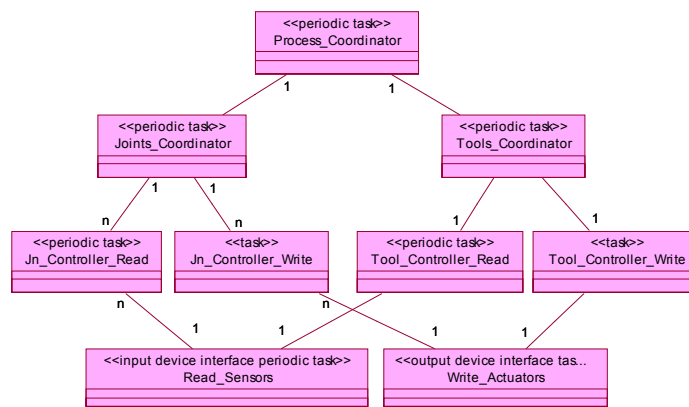 <<periodic task>>
Process_Coordinator
1
1
<<periodic task>>
Joints_Coordinator
<<periodic task>>
Tools_Coordinator
1
1
n
n
1
1
<<periodic task>>
Jn_Controller_Read
<<task>>
Jn_Controller_Write
<<periodic task>>
Tool_Controller_Read
<<task>>
Tool_Controller_Write
n
n
1
1
1
1
<<input device interface periodic task>>
Read_Sensors
<<output device interface tas...
Write_Actuators